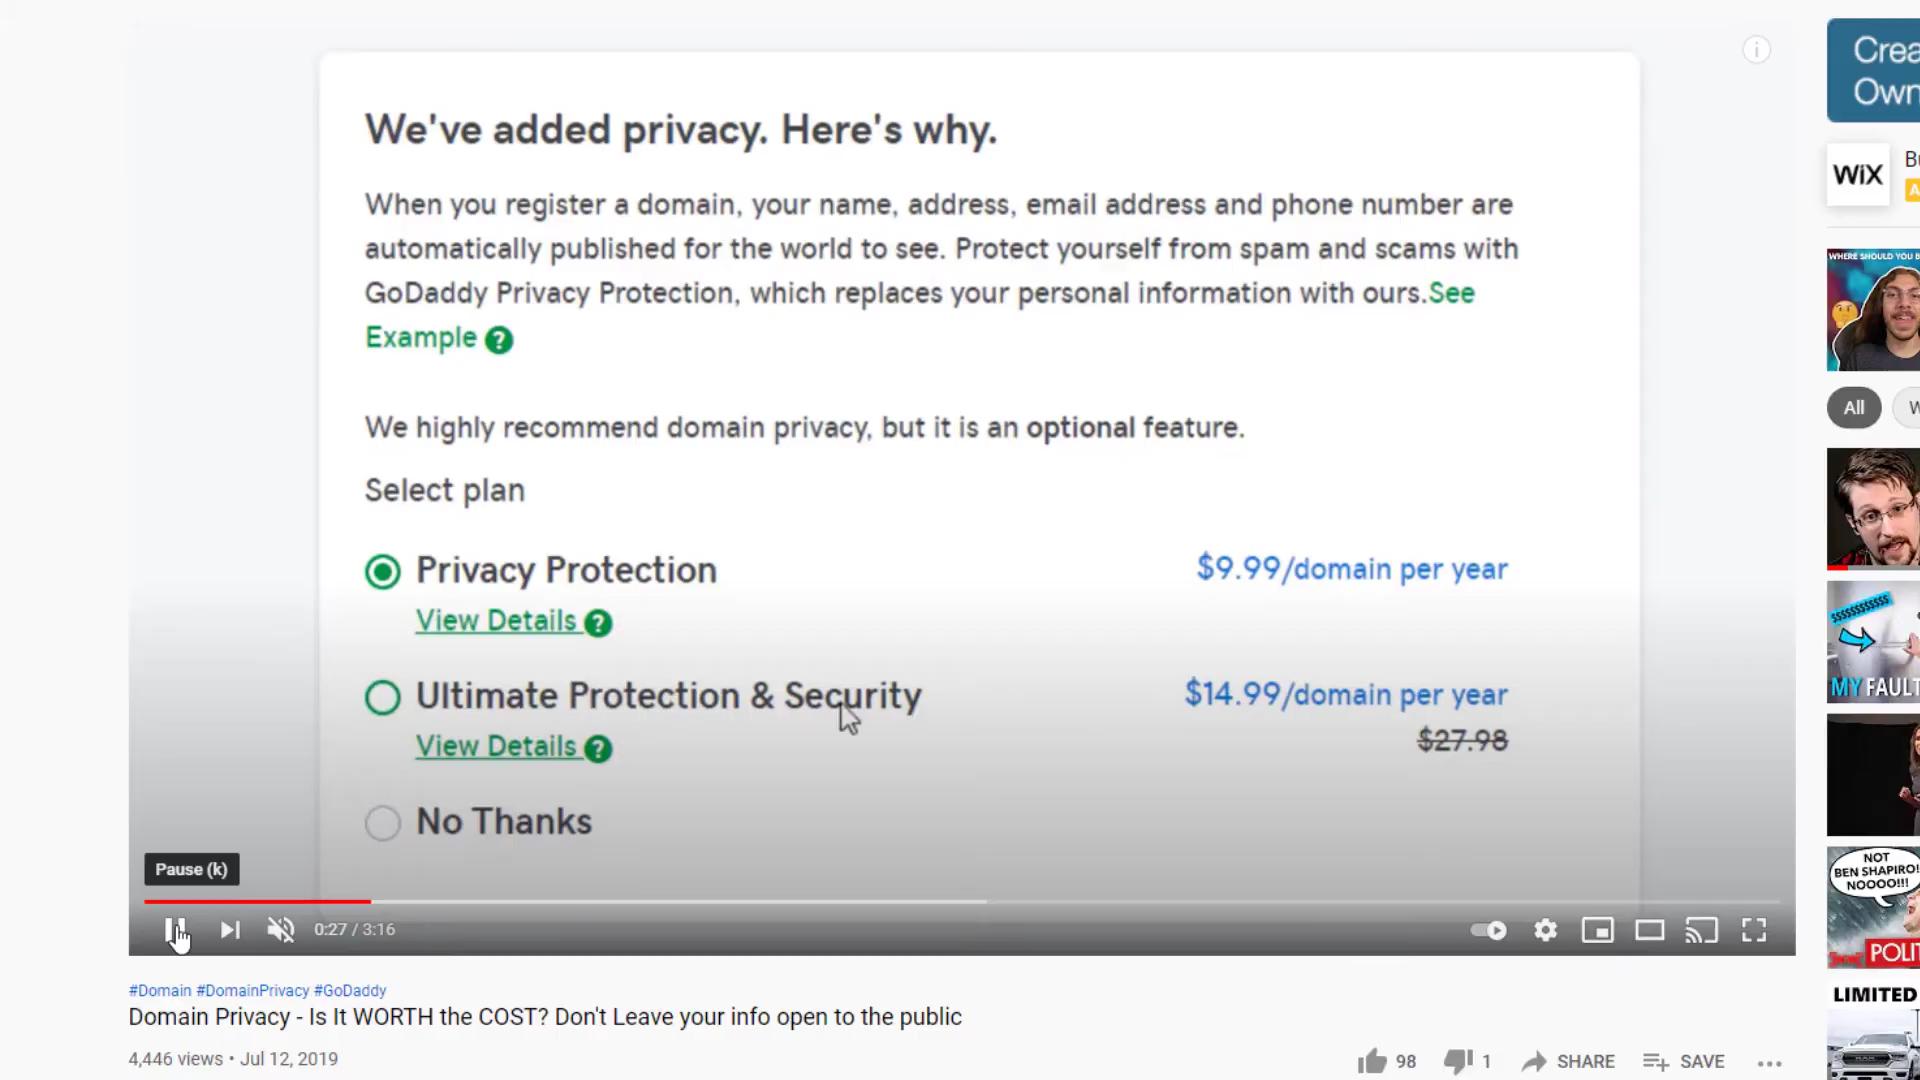 We've added privacy. Here's why.
When you register a domain, your name, address, email address and phone number are
automatically published for the world to see. Protect yourself from spam and scams with
GoDaddy Privacy Protection, which replaces your personal information with ours.See
Example ?
We highly recommend domain privacy, but it is an optional feature.
Select plan
Privacy Protection
$9.99/domain per year
View Details ?
Ultimate Protection & Security
$14.99/domain per year
View Details ?
$27.98
No Thanks
Pause (k)
0:27 / 3:16
#Domain #DomainPrivacy #GoDaddy
Domain Privacy - Is It WORTH the COST? Don't Leave your info open to the public
4,446 views • Jul 12, 2019
98
1
SHARE
SAVE
WiX
WHERE SHOULD YOU
All
$$$$$$$$$$$
MY FAULT
NOT
BEN SHAPIRO!
NOOOO!!!
LIMITED
RAM